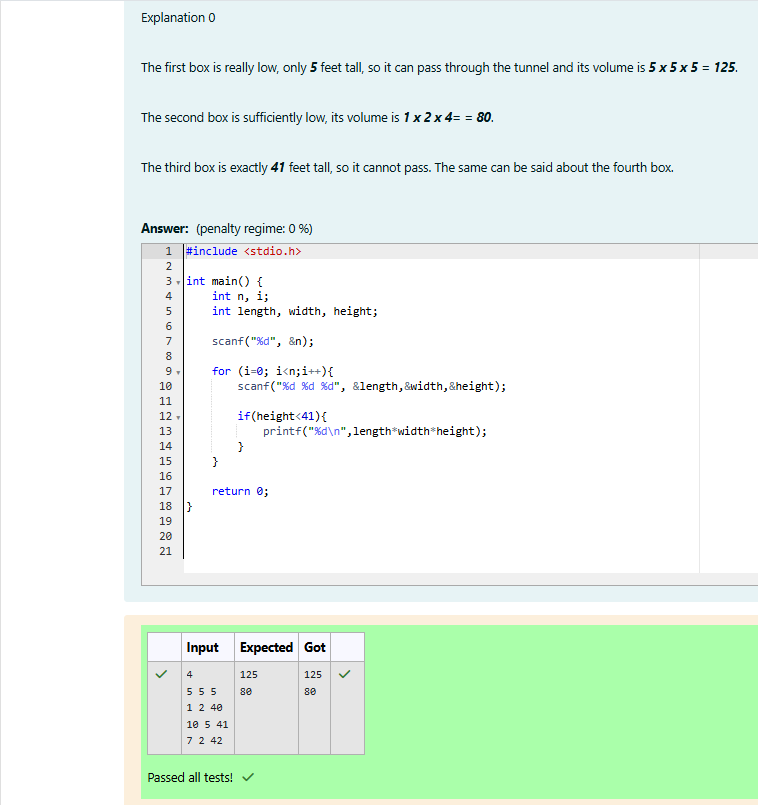 Explanation 0
The first box is really low, only 5 feet tall, so it can pass through the tunnel and its volume is 5 x 5 x 5 = 125.
The second box is sufficiently low, its volume is 1 x 2 x 4= = 80.
The third box is exactly 41 feet tall, so it cannot pass. The same can be said about the fourth box.
Answer: (penalty regime: 0 %)
1 #include <stdio.h>
2
3 int main() {
4     int n, i;
5     int length, width, height;
6
7     scanf("%d", &n);
8
9     for (i=0; i<n;i++){
10         scanf("%d %d %d", &length,&width,&height);
11
12         if(height<41){
13             printf("%d\n",length*width*height);
14         }
15     }
16
17     return 0;
18 }
19
20
21
Input Expected Got
4 125 125
5 5 5 80 80
1 2 40
10 5 41
7 2 42
Passed all tests!